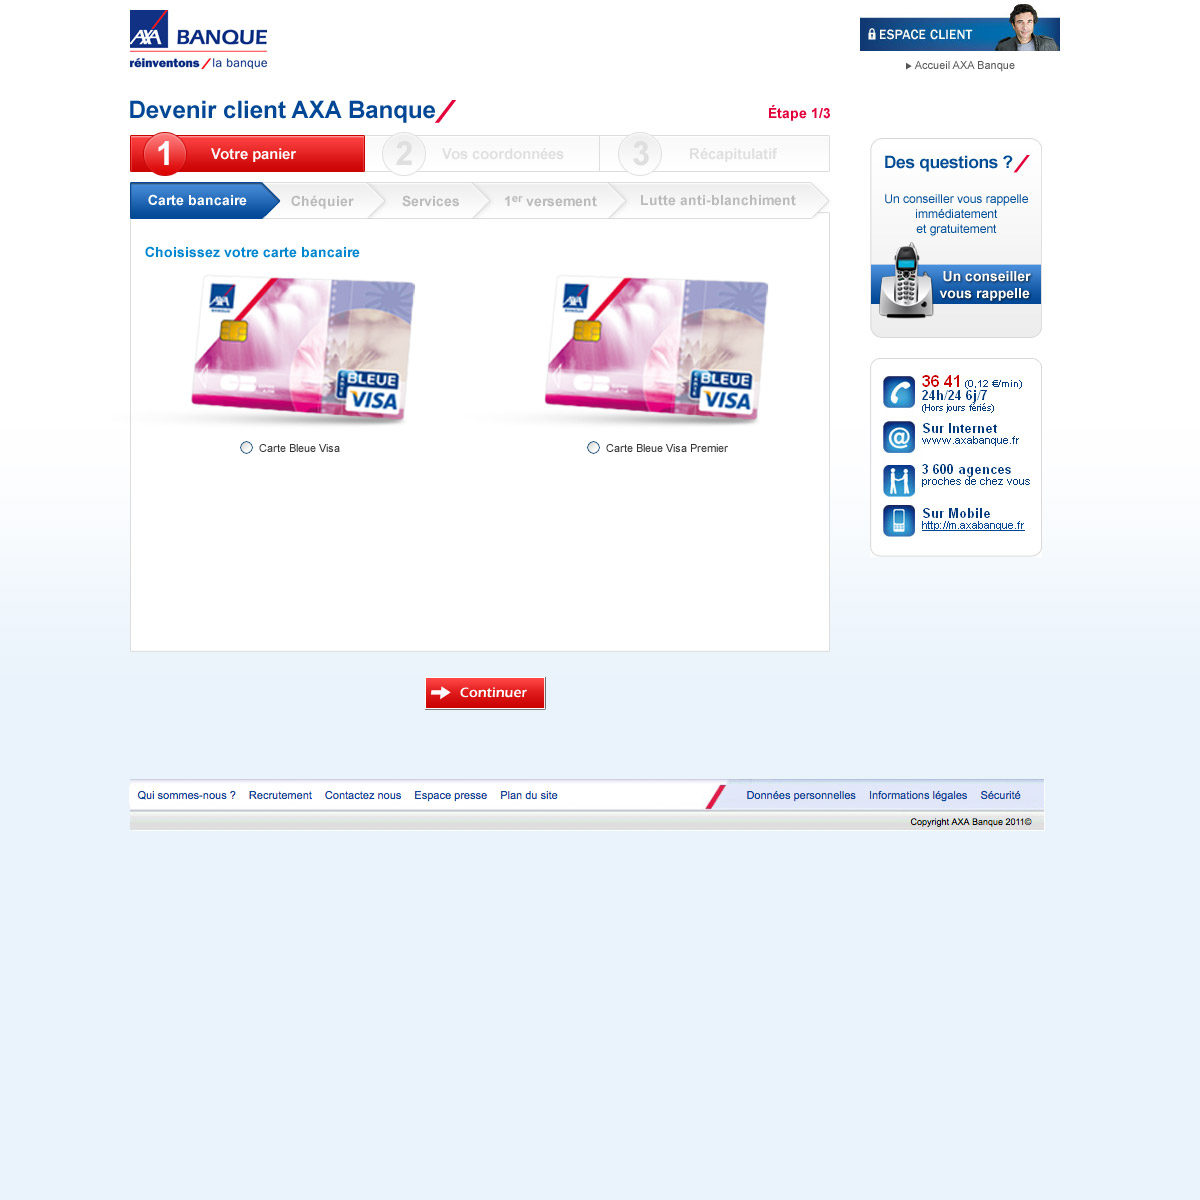 AXA BANQUE
réinventons / la banque
ESPACE CLIENT
Accueil AXA Banque
Devenir client AXA Banque
Étape 1/3
1 Votre panier
2 Vos coordonnées
3 Récapitulatif
Carte bancaire
Chéquier
Services
1er versement
Lutte anti-blanchiment
Choisissez votre carte bancaire
AXA
CARTE BLEUE
VISA
AXA
CARTE BLEUE
VISA
Carte Bleue Visa
Carte Bleue Visa Premier
Continuer
Des questions ?
Un conseiller vous rappelle
immédiatement
et gratuitement
Un conseiller
vous rappelle
36 41 (0,12 €/min)
24h/24 6j/7
(Hors jours fériés)
@
Sur Internet
www.axabanque.fr
3 600 agences
proches de chez vous
Sur Mobile
http://m.axabanque.fr
Qui sommes-nous ? Recrutement Contactez nous Espace presse Plan du site
Données personnelles Informations légales Sécurité
Copyright AXA Banque 2011©